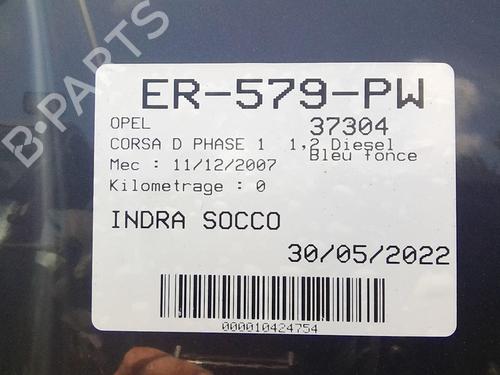 B-PARTS
ER-579-PW
OPEL 37304
CORSA D PHASE 1 1,2 Diesel
Bleu fonce
Mec : 11/12/2007
Kilometrage : 0
INDRA SOCCO
30/05/2022
000010424754